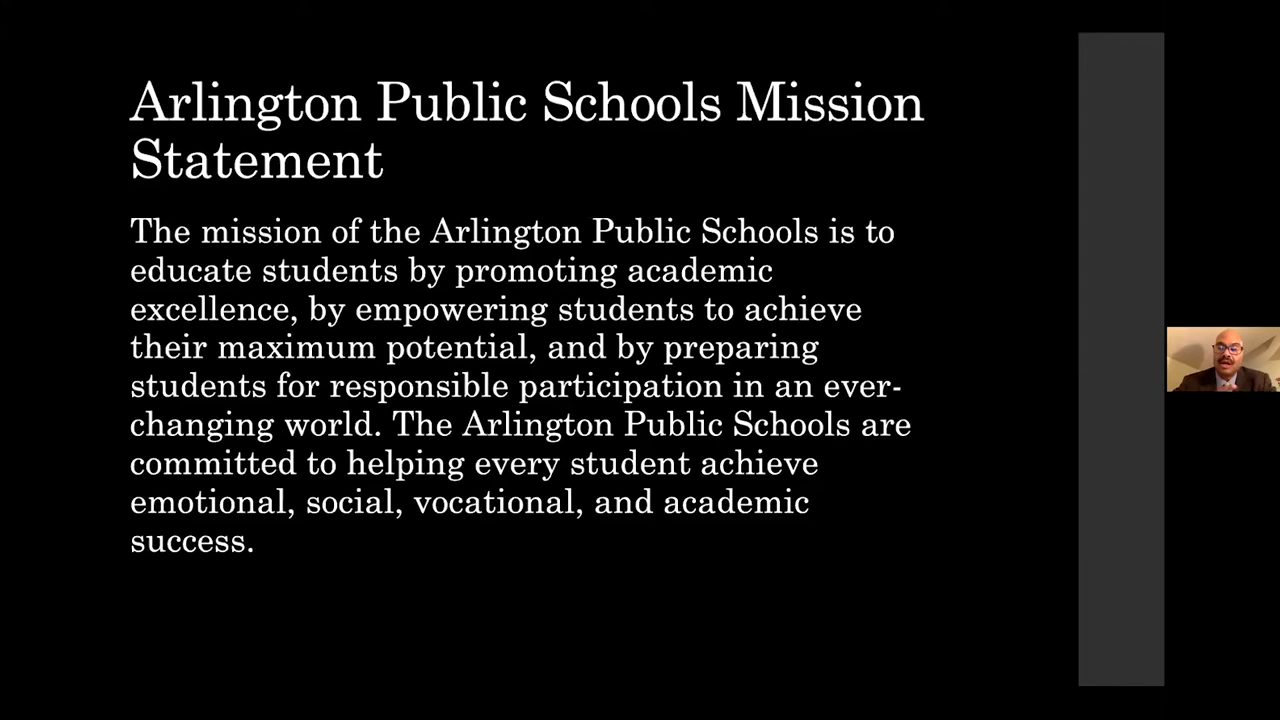 Arlington Public Schools Mission
Statement
The mission of the Arlington Public Schools is to
educate students by promoting academic
excellence, by empowering students to achieve
their maximum potential, and by preparing
students for responsible participation in an ever-
changing world. The Arlington Public Schools are
committed to helping every student achieve
emotional, social, vocational, and academic
success.